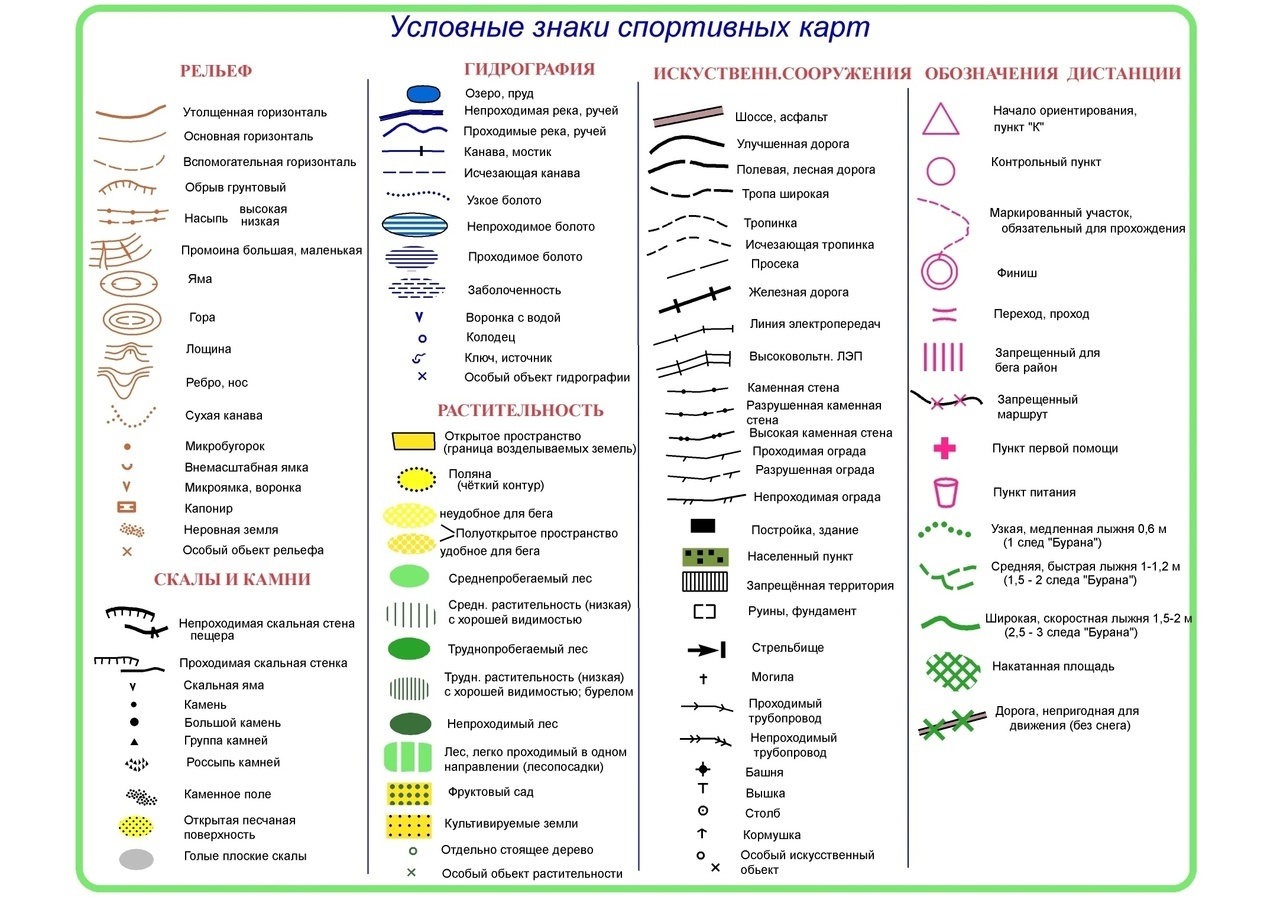 Условные знаки спортивных карт
РЕЛЬЕФ
Утолщенная горизонталь
Основная горизонталь
Вспомогательная горизонталь
Обрыв грунтовый
Насыпь высокая
низкая
Промоина большая, маленькая
Яма
Гора
Лощина
Ребро, нос
Сухая канава
Микробугорок
Внемасштабная ямка
Микроямка, воронка
Капонир
Неровная земля
Особый обьект рельефа
СКАЛЫ И КАМНИ
Непроходимая скальная стена
пещера
Проходимая скальная стенка
Скальная яма
Камень
Большой камень
Группа камней
Россыпь камней
Каменное поле
Открытая песчаная
поверхность
Голые плоские скалы
ГИДРОГРАФИЯ
Озеро, пруд
Непроходимая река, ручей
Проходимые река, ручей
Канава, мостик
Исчезающая канава
Узкое болото
Непроходимое болото
Проходимое болото
Заболоченность
Воронка с водой
Колодец
Ключ, источник
Особый объект гидрографии
РАСТИТЕЛЬНОСТЬ
Открытое пространство
(граница возделываемых земель)
Поляна
(чёткий контур)
неудобное для бега
Полуоткрытое пространство
удобное для бега
Среднепробегаемый лес
Средн. растительность (низкая)
с хорошей видимостью
Труднопробегаемый лес
Трудн. растительность (низкая)
с хорошей видимостью; бурелом
Непроходимый лес
Лес, легко проходимый в одном
направлении (лесопосадки)
Фруктовый сад
Культивируемые земли
Отдельно стоящее дерево
Особый обьект растительности
ИСКУСТВЕНН.СООРУЖЕНИЯ
Шоссе, асфальт
Улучшенная дорога
Полевая, лесная дорога
Тропа широкая
Тропинка
Исчезающая тропинка
Просека
Железная дорога
Линия электропередач
Высоковольтн. ЛЭП
Каменная стена
Разрушенная каменная
стена
Высокая каменная стена
Проходимая ограда
Разрушенная ограда
Непроходимая ограда
Постройка, здание
Населенный пункт
Запрещённая территория
Руины, фундамент
Стрельбище
Могила
Проходимый
трубопровод
Непроходимый
трубопровод
Башня
Вышка
Столб
Кормушка
Особый искусственный
обьект
ОБОЗНАЧЕНИЯ ДИСТАНЦИИ
Начало ориентирования,
пункт "К"
Контрольный пункт
Маркированный участок,
обязательный для прохождения
Финиш
Переход, проход
Запрещенный для
бега район
Запрещенный
маршрут
Пункт первой помощи
Пункт питания
Узкая, медленная лыжня 0,6 м
(1 след "Бурана")
Средняя, быстрая лыжня 1-1,2 м
(1,5 - 2 следа "Бурана")
Широкая, скоростная лыжня 1,5-2 м
(2,5 - 3 следа "Бурана")
Накатанная площадь
Дорога, непригодная для
движения (без снега)